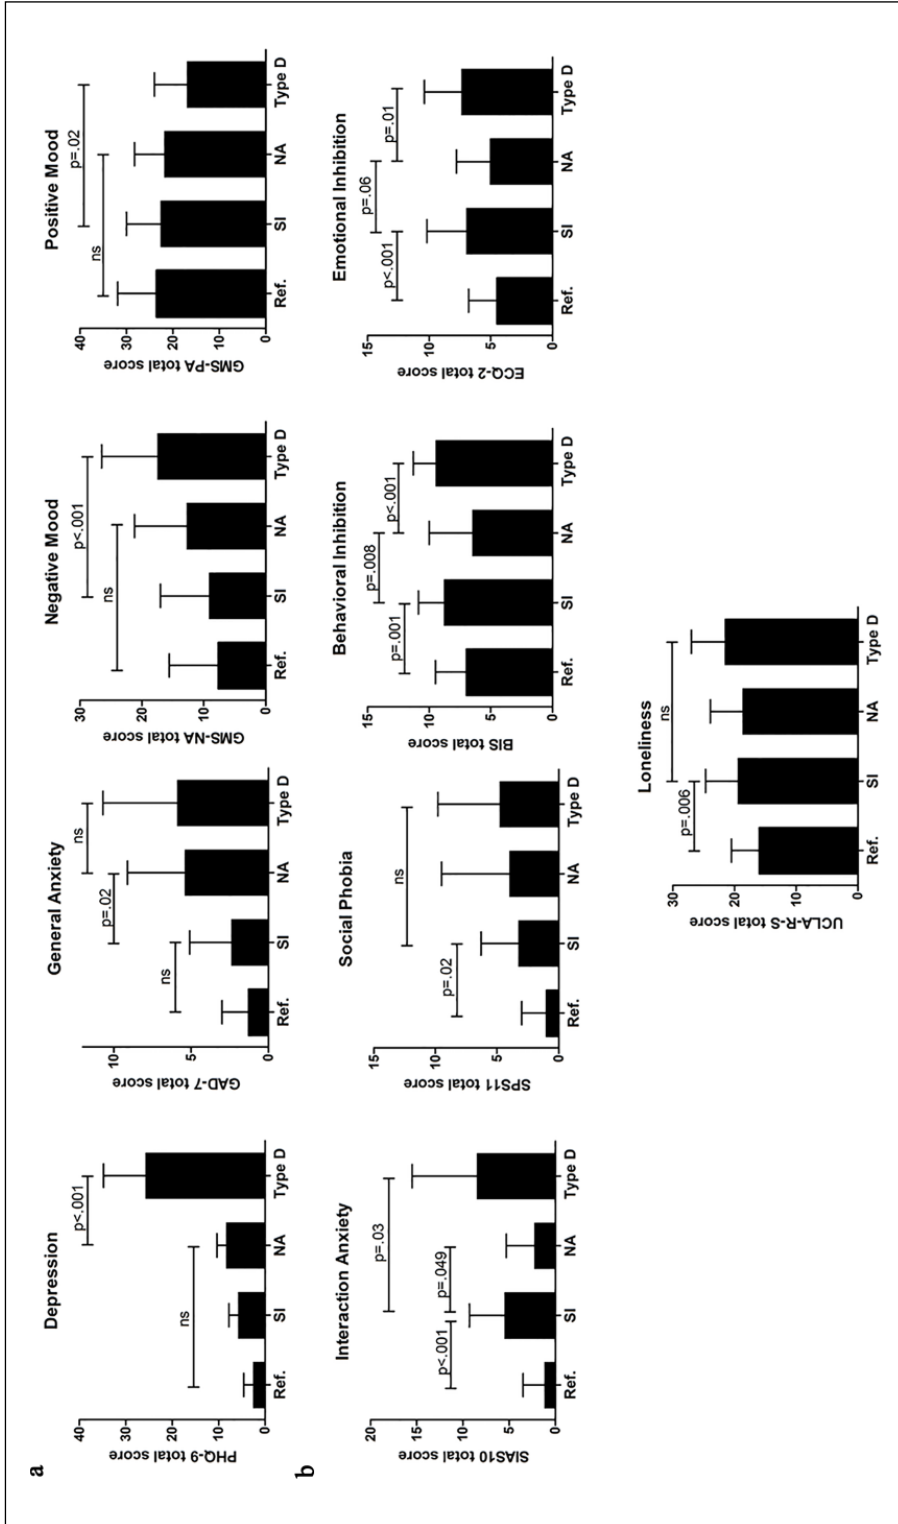 a
Depression
PHQ-9 total score
40
30
20
10
0
ns
p<.001
Ref. SI NA Type D
General Anxiety
GAD-7 total score
10
5
0
ns
p=.02
ns
Ref. SI NA Type D
Negative Mood
GMS-NA total score
30
20
10
0
ns
p<.001
Ref. SI NA Type D
Positive Mood
GMS-PA total score
40
30
20
10
0
ns
p=.02
Ref. SI NA Type D
b
Interaction Anxiety
SIAS10 total score
20
15
10
5
0
p<.001
p=.049
p=.03
Ref. SI NA Type D
Social Phobia
SPS11 total score
15
10
5
0
p=.02
ns
Ref. SI NA Type D
Behavioral Inhibition
BIS total score
15
10
5
0
p=.001
p=.008
p<.001
Ref. SI NA Type D
Emotional Inhibition
ECQ-2 total score
15
10
5
0
p<.001
p=.06
p=.01
Ref. SI NA Type D
Loneliness
UCLA-R-S total score
30
20
10
0
p=.006
ns
Ref. SI NA Type D